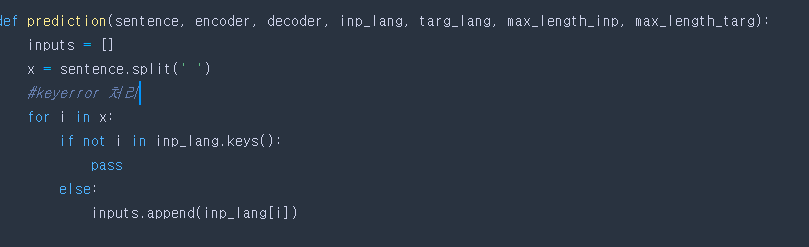 def prediction(sentence, encoder, decoder, inp_lang, targ_lang, max_length_inp, max_length_targ):
inputs = []
x = sentence.split(' ')
#keyerror 처리
for i in x:
if not i in inp_lang.keys():
pass
else:
inputs.append(inp_lang[i])